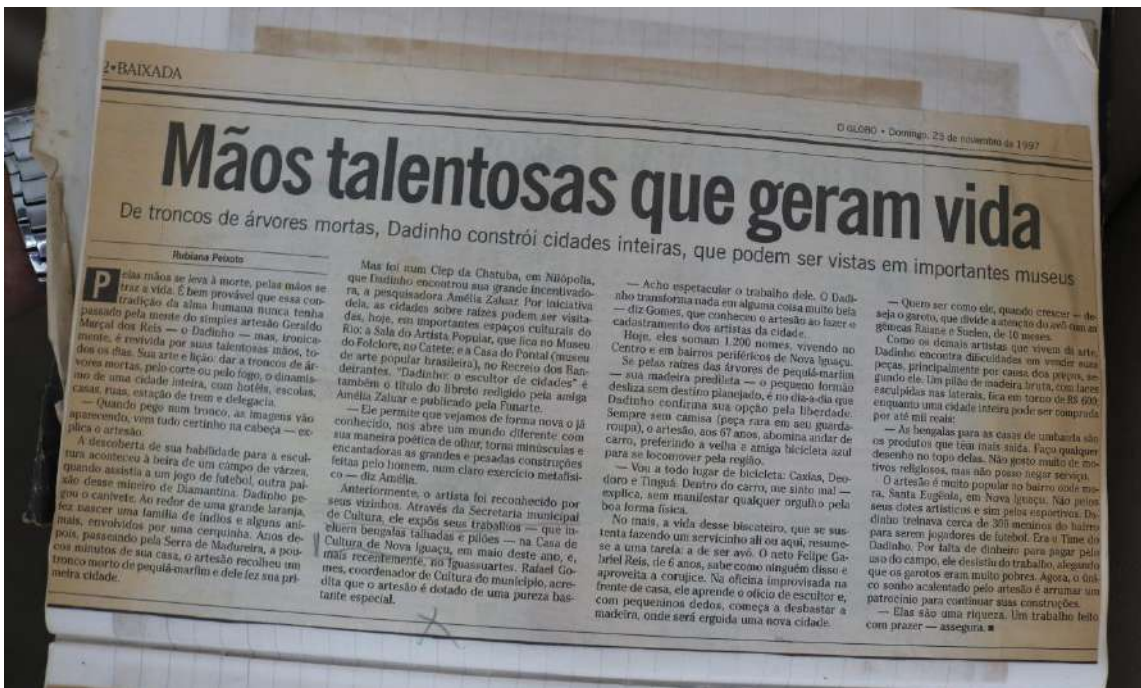 2•BAIXADA
O GLOBO • Domingo, 23 de novembro de 1997
Mãos talentosas que geram vida
De troncos de árvores mortas, Dadinho constrói cidades inteiras, que podem ser vistas em importantes museus
Rubiana Peixoto
Pelas mãos se leva à morte, pelas mãos se
traz a vida. É bem provável que essa con-
tradição da alma humana nunca tenha
passado pela mente do simples artesão Geraldo
Marçal dos Reis — o Dadinho — mas, ironica-
mente, é revivida por suas talentosas mãos, to-
dos os dias. Sua arte e lição: dar a troncos de ár-
vores mortas, pelo corte ou pelo fogo, o dinamis-
mo de uma cidade inteira, com hotéis, escolas,
casas, ruas, estação de trem e delegacia.
— Quando pego num tronco, as imagens vão
aparecendo, vem tudo certinho na cabeça — ex-
plica o artesão.
A descoberta de sua habilidade para a escul-
tura aconteceu à beira de um campo de várzea,
quando assistia a um jogo de futebol, outra pai-
xão desse mineiro de Diamantina. Dadinho pe-
gou o canivete. Ao redor de uma grande laranja,
fez nascer uma família de índios e alguns ani-
mais, envolvidos por uma cerquinha. Anos de-
pois, passeando pela Serra de Madureira, a pou-
cos minutos de sua casa, o artesão recolheu um
tronco morto de pequiá-marfim e dele fez sua pri-
meira cidade.
Mas foi num Ciep da Chatuba, em Nilópolis,
que Dadinho encontrou sua grande incentivado-
ra, a pesquisadora Amélia Zaluar. Por iniciativa
dela, as cidades sobre raízes podem ser visita-
das, hoje, em importantes espaços culturais do
Rio: a Sala do Artista Popular, que fica no Museu
do Folclore, no Catete; e a Casa do Pontal (museu
de arte popular brasileira), no Recreio dos Ban-
deirantes. "Dadinho: o escultor de cidades" é
também o título do libreto redigido pela amiga
Amélia Zaluar e publicado pela Funarte.
— Ele permite que vejamos de forma nova o já
conhecido, nos abre um mundo diferente com
sua maneira poética de olhar, torna minúsculas e
encantadoras as grandes e pesadas construções
feitas pelo homem, num claro exercício metafísi-
co — diz Amélia.
Anteriormente, o artista foi reconhecido por
seus vizinhos. Através da Secretaria municipal
de Cultura, ele expôs seus trabalhos — que in-
cluem bengalas talhadas e pilões — na Casa de
Cultura de Nova Iguaçu, em maio deste ano, e,
mais recentemente, no Iguassuartes. Rafael Go-
mes, coordenador de Cultura do município, acre-
dita que o artesão é dotado de uma pureza bas-
tante especial.
— Acho espetacular o trabalho dele. O Dadi-
nho transforma nada em alguma coisa muito bela
— diz Gomes, que conheceu o artesão ao fazer o
cadastramento dos artistas da cidade.
Hoje, eles somam 1.200 nomes, vivendo no
Centro e em bairros periféricos de Nova Iguaçu.
Se pelas raízes das árvores de pequiá-marfim
— sua madeira predileta — o pequeno formão
desliza sem destino planejado, é no dia-a-dia que
Dadinho confirma sua opção pela liberdade.
Sempre sem camisa (peça rara em seu guarda-
roupa), o artesão, aos 67 anos, abomina andar de
carro, preferindo a velha e amiga bicicleta azul
para se locomover pela região.
— Vou a todo lugar de bicicleta: Caxias, Deo-
doro e Tinguá. Dentro do carro, me sinto mal —
explica, sem manifestar qualquer orgulho pela
boa forma física.
No mais, a vida desse biscateiro, que se sus-
tenta fazendo um servicinho ali ou aqui, resume-
se a uma tarefa: a de ser avô. O neto Felipe Ga-
briel Reis, de 6 anos, sabe como ninguém disso e
aproveita a corujice. Na oficina improvisada na
frente de casa, ele aprende o ofício de escultor e,
com pequeninos dedos, começa a desbastar a
madeira, onde será erguida uma nova cidade.
— Quero ser como ele, quando crescer — de-
seja o garoto, que divide a atenção do avô com as
gêmeas Raiane e Suelen, de 10 meses.
Como os demais artistas que vivem da arte,
Dadinho encontra dificuldades em vender suas
peças, principalmente por causa dos preços, se-
gundo ele. Um pilão de madeira bruta, com faces
esculpidas nas laterais, fica em torno de R$ 600;
enquanto uma cidade inteira pode ser comprada
por até mil reais:
— As bengalas para as casas de umbanda são
os produtos que têm mais saída. Faço qualquer
desenho no topo delas. Não gosto muito de mo-
tivos religiosos, mas não posso negar serviço.
O artesão é muito popular no bairro onde mo-
ra, Santa Eugênia, em Nova Iguaçu. Não pelos
seus dotes artísticos e sim pelos esportivos. Da-
dinho treinava cerca de 300 meninos do bairro
para serem jogadores de futebol. Era o Time do
Dadinho. Por falta de dinheiro para pagar pelo
uso do campo, ele desistiu do trabalho, alegando
que os garotos eram muito pobres. Agora, o úni-
co sonho acalentado pelo artesão é arrumar um
patrocínio para continuar suas construções.
— Elas são uma riqueza. Um trabalho feito
com prazer — assegura. ■